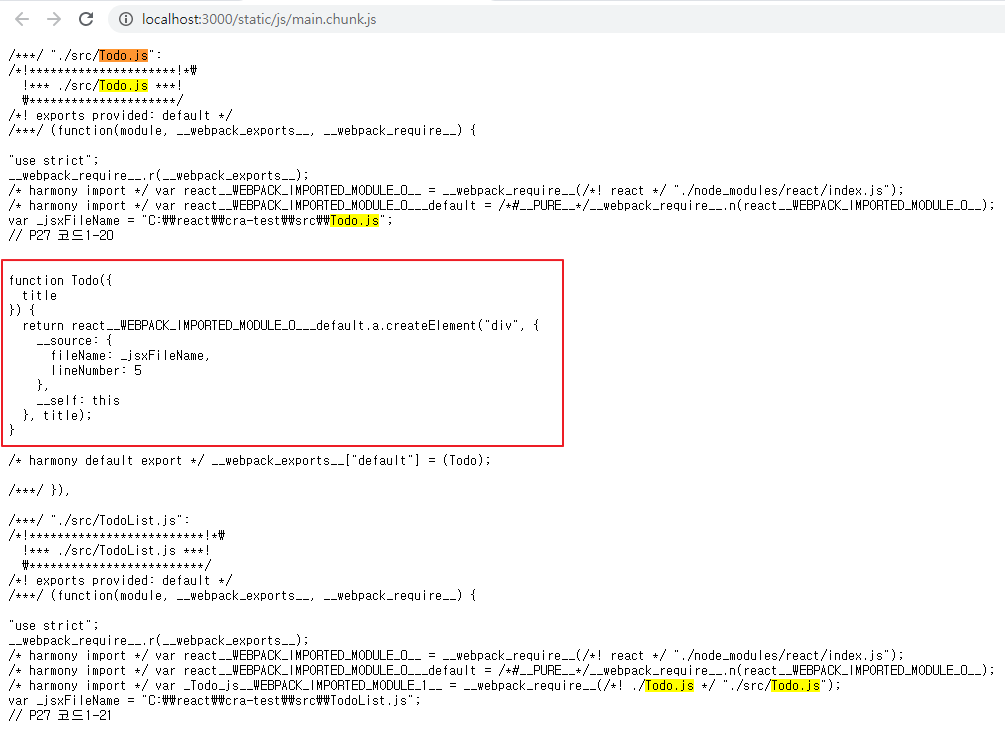 localhost:3000/static/js/main.chunk.js
/***/ "./src/Todo.js":
/*!*********************!*₩
  !*** ./src/Todo.js ***!
  ₩*********************/
/*! exports provided: default */
/***/ (function(module, __webpack_exports__, __webpack_require__) {
"use strict";
__webpack_require__.r(__webpack_exports__);
/* harmony import */ var react__WEBPACK_IMPORTED_MODULE_0__ = __webpack_require__(/*! react */ "./node_modules/react/index.js");
/* harmony import */ var react__WEBPACK_IMPORTED_MODULE_0___default = /*#__PURE__*/__webpack_require__.n(react__WEBPACK_IMPORTED_MODULE_0__);
var _jsxFileName = "C:₩₩react₩₩cra-test₩₩src₩₩Todo.js";
// P27 코드1-20
function Todo({
  title
}) {
  return react__WEBPACK_IMPORTED_MODULE_0___default.a.createElement("div", {
    __source: {
      fileName: _jsxFileName,
      lineNumber: 5
    },
    __self: this
  }, title);
}
/* harmony default export */ __webpack_exports__["default"] = (Todo);
/***/ }),
/***/ "./src/TodoList.js":
/*!*************************!*₩
  !*** ./src/TodoList.js ***!
  ₩*************************/
/*! exports provided: default */
/***/ (function(module, __webpack_exports__, __webpack_require__) {
"use strict";
__webpack_require__.r(__webpack_exports__);
/* harmony import */ var react__WEBPACK_IMPORTED_MODULE_0__ = __webpack_require__(/*! react */ "./node_modules/react/index.js");
/* harmony import */ var react__WEBPACK_IMPORTED_MODULE_0___default = /*#__PURE__*/__webpack_require__.n(react__WEBPACK_IMPORTED_MODULE_0__);
/* harmony import */ var _Todo_js__WEBPACK_IMPORTED_MODULE_1__ = __webpack_require__(/*! ./Todo.js */ "./src/Todo.js");
var _jsxFileName = "C:₩₩react₩₩cra-test₩₩src₩₩TodoList.js";
// P27 코드1-21